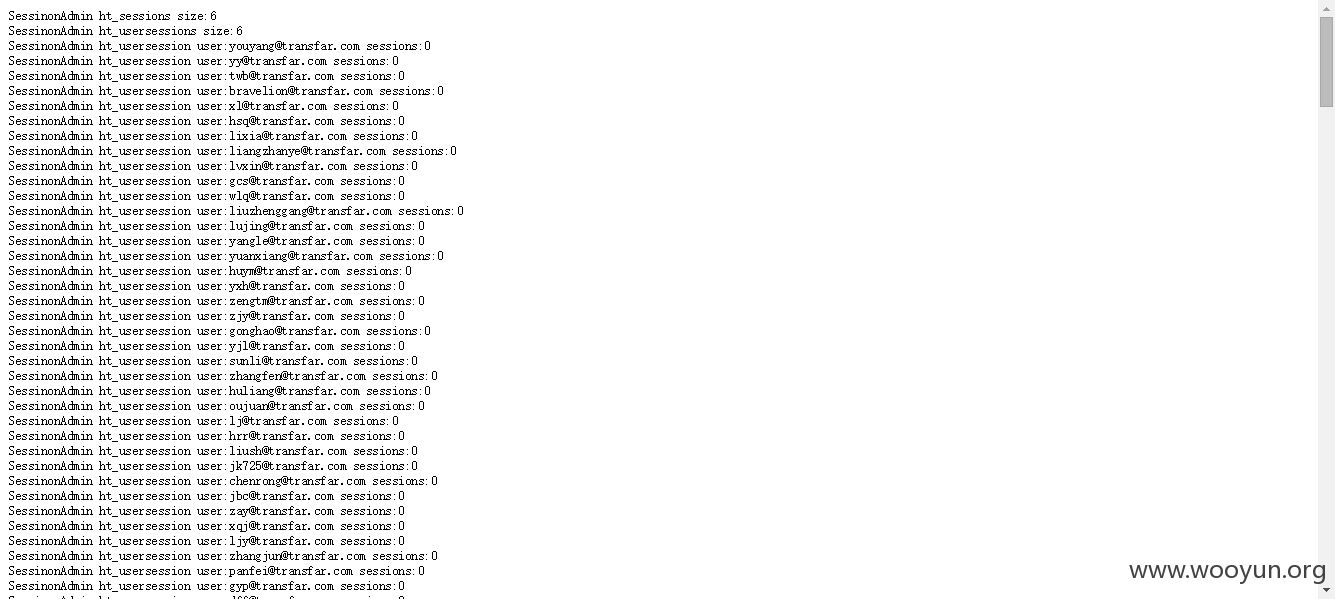 SessinonAdmin ht_sessions size:6
SessinonAdmin ht_usersessions size:6
SessinonAdmin ht_usersession user:youyang@transfar.com sessions:0
SessinonAdmin ht_usersession user:yy@transfar.com sessions:0
SessinonAdmin ht_usersession user:twb@transfar.com sessions:0
SessinonAdmin ht_usersession user:bravelion@transfar.com sessions:0
SessinonAdmin ht_usersession user:xl@transfar.com sessions:0
SessinonAdmin ht_usersession user:hsq@transfar.com sessions:0
SessinonAdmin ht_usersession user:lixia@transfar.com sessions:0
SessinonAdmin ht_usersession user:liangzhanye@transfar.com sessions:0
SessinonAdmin ht_usersession user:lvxin@transfar.com sessions:0
SessinonAdmin ht_usersession user:gcs@transfar.com sessions:0
SessinonAdmin ht_usersession user:wlq@transfar.com sessions:0
SessinonAdmin ht_usersession user:liuzhenggang@transfar.com sessions:0
SessinonAdmin ht_usersession user:lujing@transfar.com sessions:0
SessinonAdmin ht_usersession user:yangle@transfar.com sessions:0
SessinonAdmin ht_usersession user:yuanxiang@transfar.com sessions:0
SessinonAdmin ht_usersession user:huym@transfar.com sessions:0
SessinonAdmin ht_usersession user:yxh@transfar.com sessions:0
SessinonAdmin ht_usersession user:zengtm@transfar.com sessions:0
SessinonAdmin ht_usersession user:zjy@transfar.com sessions:0
SessinonAdmin ht_usersession user:gonghao@transfar.com sessions:0
SessinonAdmin ht_usersession user:yjl@transfar.com sessions:0
SessinonAdmin ht_usersession user:sunli@transfar.com sessions:0
SessinonAdmin ht_usersession user:zhangfen@transfar.com sessions:0
SessinonAdmin ht_usersession user:huliang@transfar.com sessions:0
SessinonAdmin ht_usersession user:oujuan@transfar.com sessions:0
SessinonAdmin ht_usersession user:lj@transfar.com sessions:0
SessinonAdmin ht_usersession user:hrr@transfar.com sessions:0
SessinonAdmin ht_usersession user:liush@transfar.com sessions:0
SessinonAdmin ht_usersession user:jk725@transfar.com sessions:0
SessinonAdmin ht_usersession user:chenrong@transfar.com sessions:0
SessinonAdmin ht_usersession user:jbc@transfar.com sessions:0
SessinonAdmin ht_usersession user:zay@transfar.com sessions:0
SessinonAdmin ht_usersession user:xqj@transfar.com sessions:0
SessinonAdmin ht_usersession user:ljy@transfar.com sessions:0
SessinonAdmin ht_usersession user:zhangjun@transfar.com sessions:0
SessinonAdmin ht_usersession user:panfei@transfar.com sessions:0
SessinonAdmin ht_usersession user:gyp@transfar.com sessions:0
www.wooyun.org